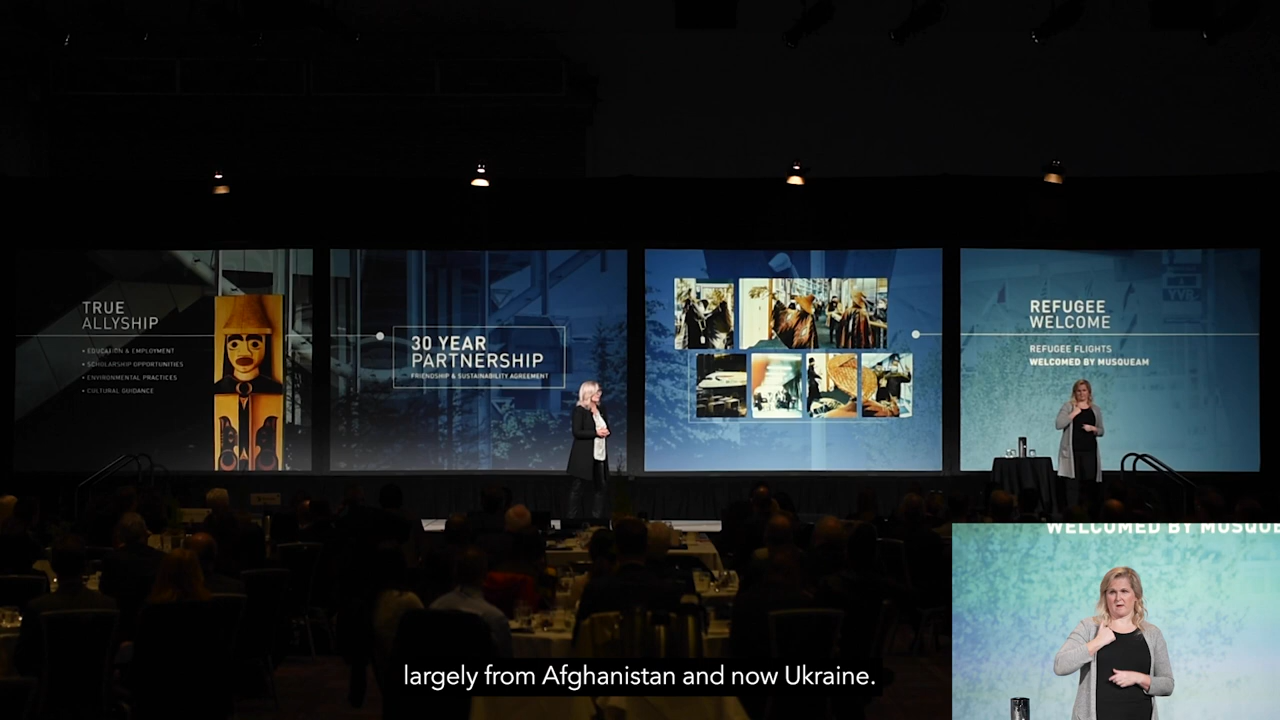 TRUE
ALLYSHIP
• EDUCATION & EMPLOYMENT
• SCHOLARSHIP OPPORTUNITIES
• ENVIRONMENTAL PRACTICES
• CULTURAL GUIDANCE
30 YEAR
PARTNERSHIP
FRIENDSHIP & SUSTAINABILITY AGREEMENT
REFUGEE
WELCOME
REFUGEE FLIGHTS
WELCOMED BY MUSQUEAM
YVR
WELCOMED BY MUSQUE
largely from Afghanistan and now Ukraine.